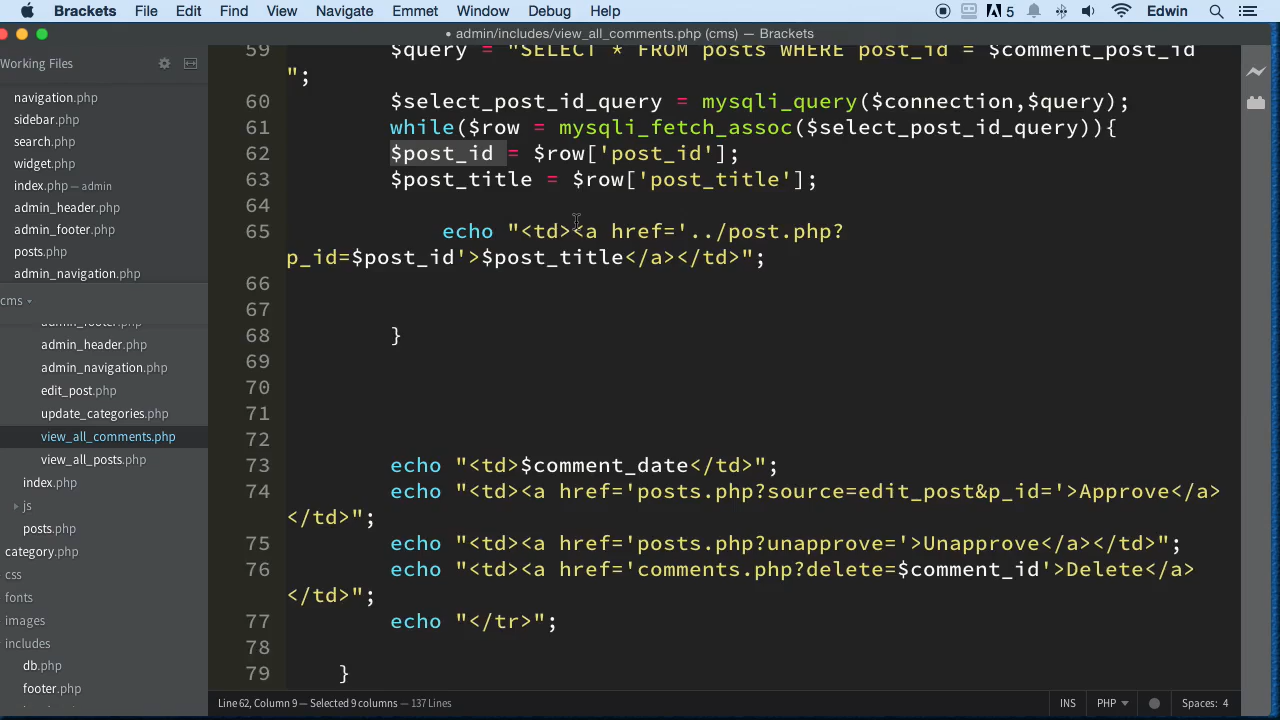 Brackets File Edit Find View Navigate Emmet Window Debug Help 5 Edwin
• admin/includes/view_all_comments.php (cms) — Brackets
Working Files
navigation.php
sidebar.php
search.php
widget.php
index.php — admin
admin_header.php
admin_footer.php
posts.php
admin_navigation.php
cms
admin_footer.php
admin_header.php
admin_navigation.php
edit_post.php
update_categories.php
view_all_comments.php
view_all_posts.php
index.php
js
posts.php
category.php
css
fonts
images
includes
db.php
footer.php
59 $query = "SELECT * FROM posts WHERE post_id = $comment_post_id
";
60 $select_post_id_query = mysqli_query($connection,$query);
61 while($row = mysqli_fetch_assoc($select_post_id_query)){
62 $post_id = $row['post_id'];
63 $post_title = $row['post_title'];
64
65 echo "<td><a href='../post.php?
p_id=$post_id'>$post_title</a></td>";
66
67
68 }
69
70
71
72
73 echo "<td>$comment_date</td>";
74 echo "<td><a href='posts.php?source=edit_post&p_id='>Approve</a>
</td>";
75 echo "<td><a href='posts.php?unapprove='>Unapprove</a></td>";
76 echo "<td><a href='comments.php?delete=$comment_id'>Delete</a>
</td>";
77 echo "</tr>";
78
79 }
Line 62, Column 9 — Selected 9 columns — 137 Lines INS PHP Spaces: 4